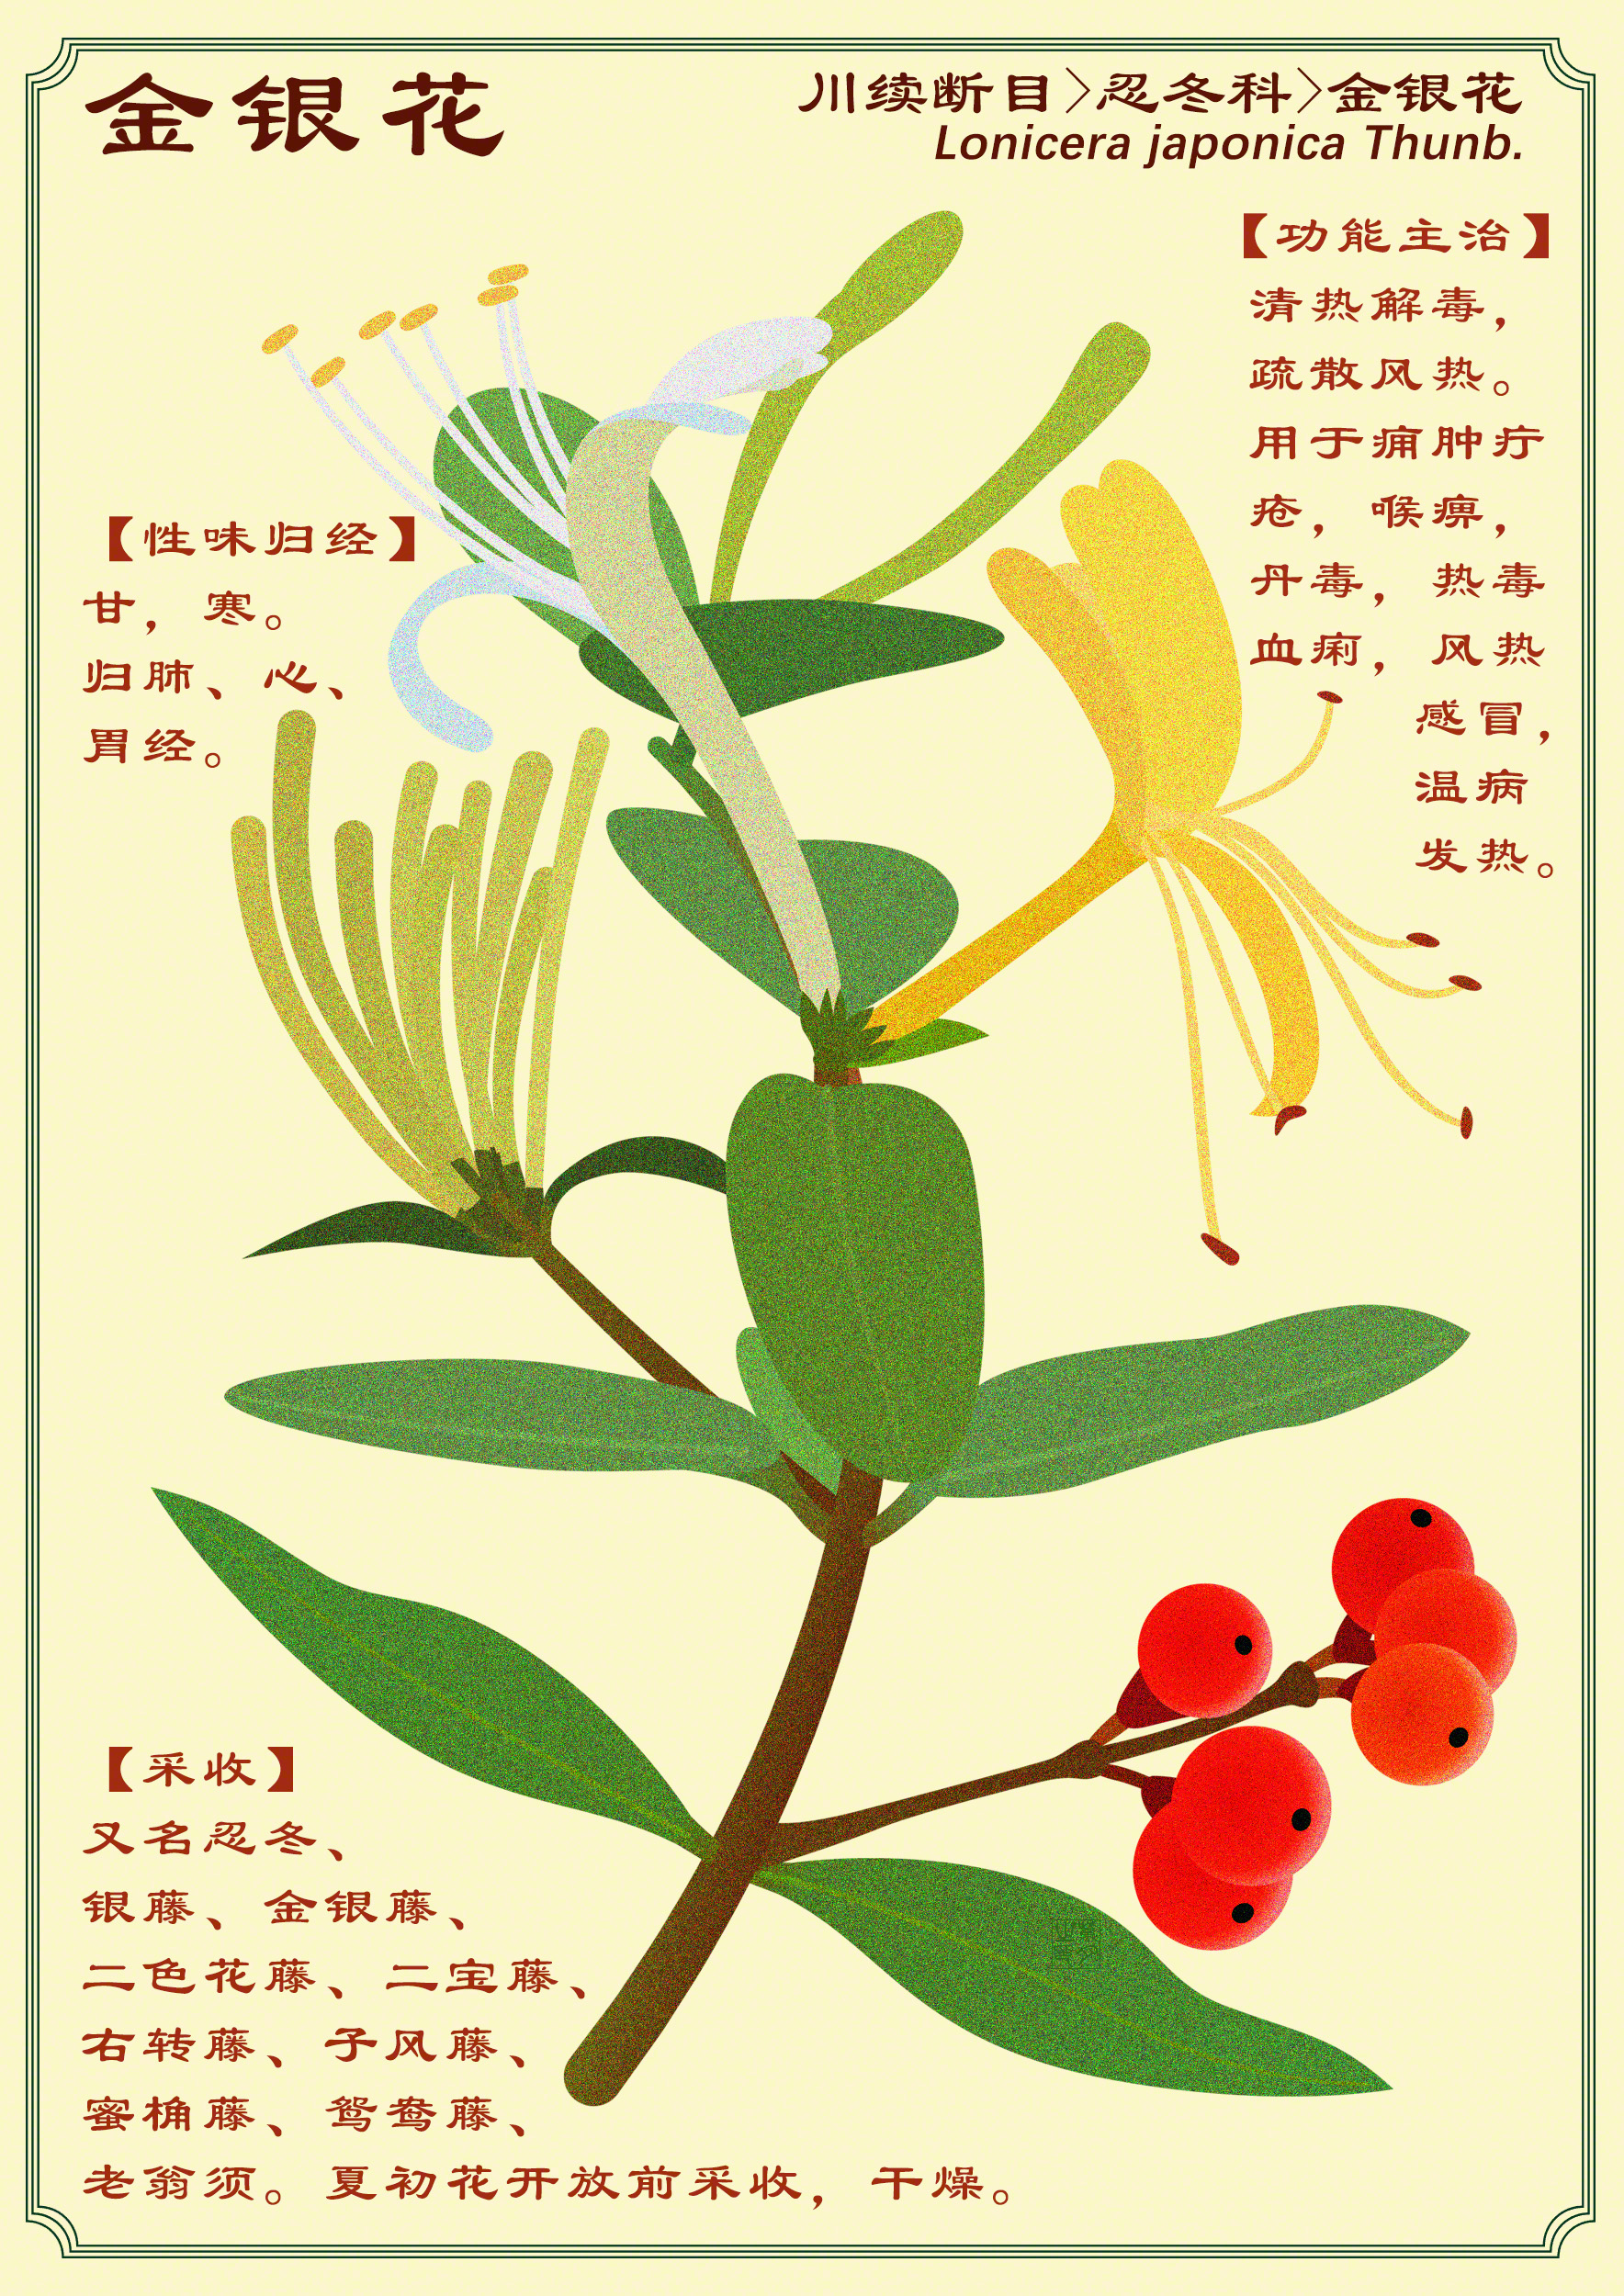 金银花
川续断目>忍冬科>金银花
Lonicera japonica Thunb.
【功能主治】
清热解毒，
疏散风热。
用于痈肿疔
疮，喉痹，
丹毒，热毒
血痢，风热
感冒，
温病
发热。
【性味归经】
甘，寒。
归肺、心、
胃经。
【采收】
又名忍冬、
银藤、金银藤、
二色花藤、二宝藤、
右转藤、子风藤、
蜜桷藤、鸳鸯藤、
老翁须。夏初花开放前采收，干燥。